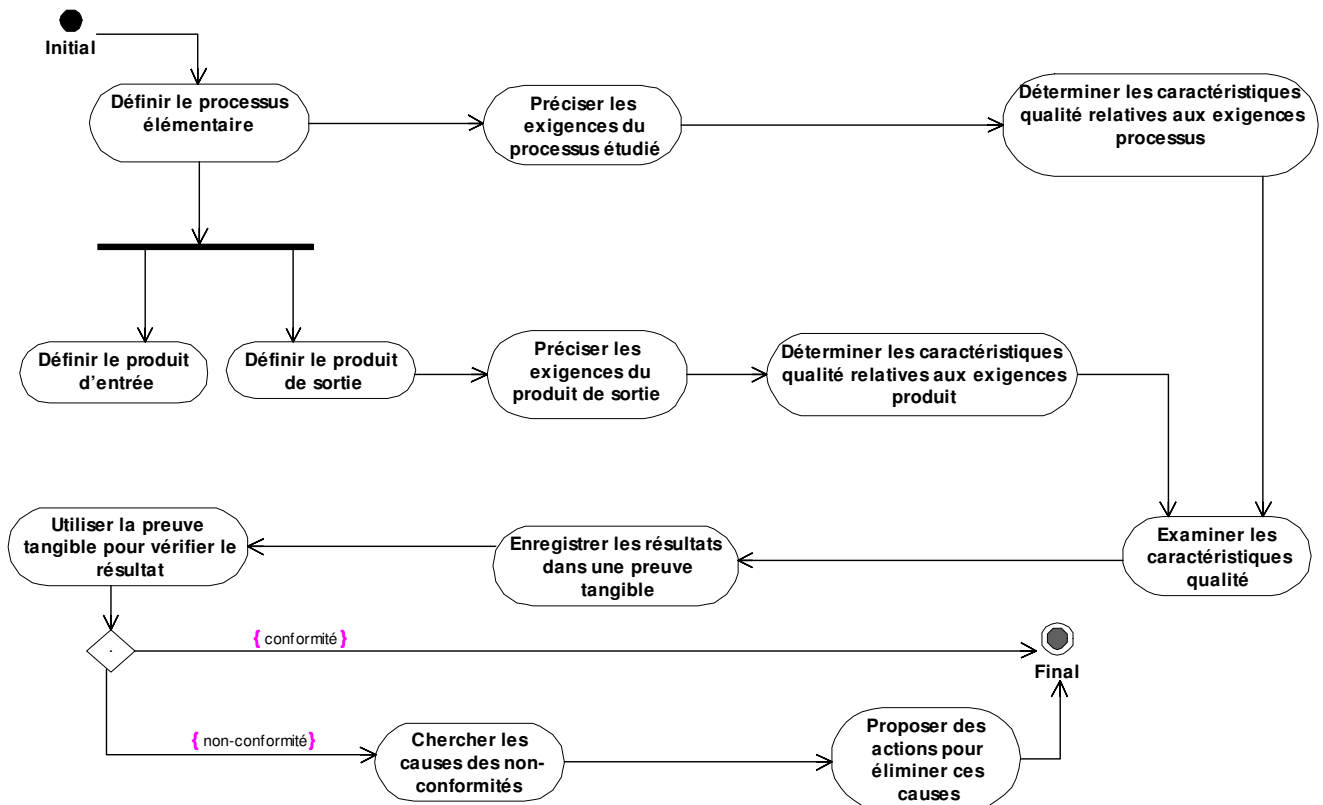 Initial
Définir le processus
élémentaire
Préciser les
exigences du
processus étudié
Déterminer les caractéristiques
qualité relatives aux exigences
processus
Définir le produit
d'entrée
Définir le produit
de sortie
Préciser les
exigences du
produit de sortie
Déterminer les caractéristiques
qualité relatives aux exigences
produit
Utiliser la preuve
tangible pour vérifier le
résultat
Enregistrer les résultats
dans une preuve
tangible
Examiner les
caractéristiques
qualité
{ conformité }
Final
{ non-conformité }
Chercher les
causes des non-
conformités
Proposer des
actions pour
éliminer ces
causes